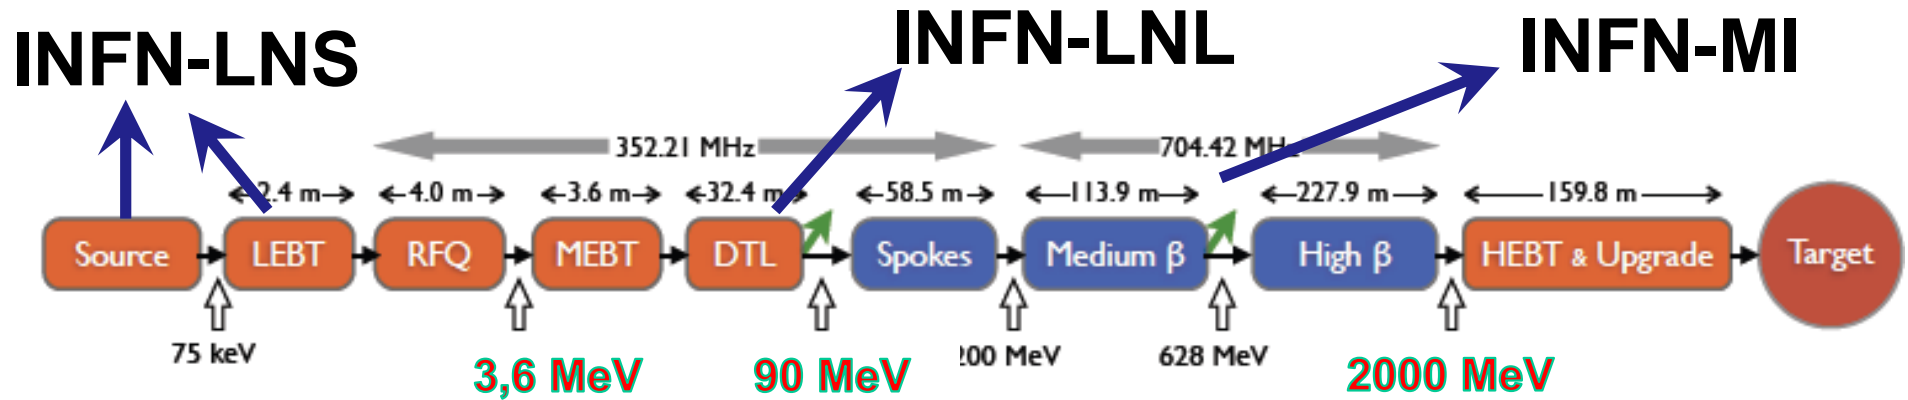 INFN-LNS INFN-LNL INFN-MI
352.21 MHz 704.42 MHz
2.4 m 4.0 m 3.6 m 32.4 m 58.5 m 113.9 m 227.9 m 159.8 m
Source LEBT RFQ MEBT DTL Spokes Medium β High β HEBT & Upgrade Target
75 keV 3,6 MeV 90 MeV 200 MeV 628 MeV 2000 MeV